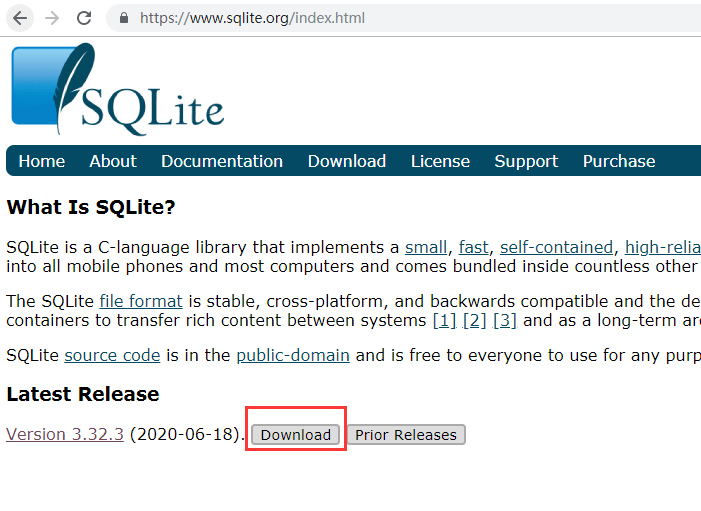 https://www.sqlite.org/index.html
SQLite
Home About Documentation Download License Support Purchase
What Is SQLite?
SQLite is a C-language library that implements a small, fast, self-contained, high-relia
into all mobile phones and most computers and comes bundled inside countless other
The SQLite file format is stable, cross-platform, and backwards compatible and the de
containers to transfer rich content between systems [1] [2] [3] and as a long-term ar
SQLite source code is in the public-domain and is free to everyone to use for any purp
Latest Release
Version 3.32.3 (2020-06-18). Download Prior Releases